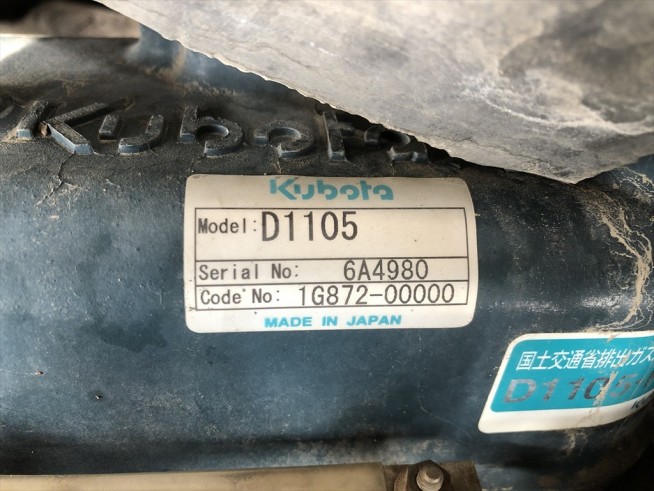 Kubota
Kubota
Model: D1105
Serial No: 6A4980
Code No: 1G872-00000
MADE IN JAPAN
国土交通省排出ガス
D1105